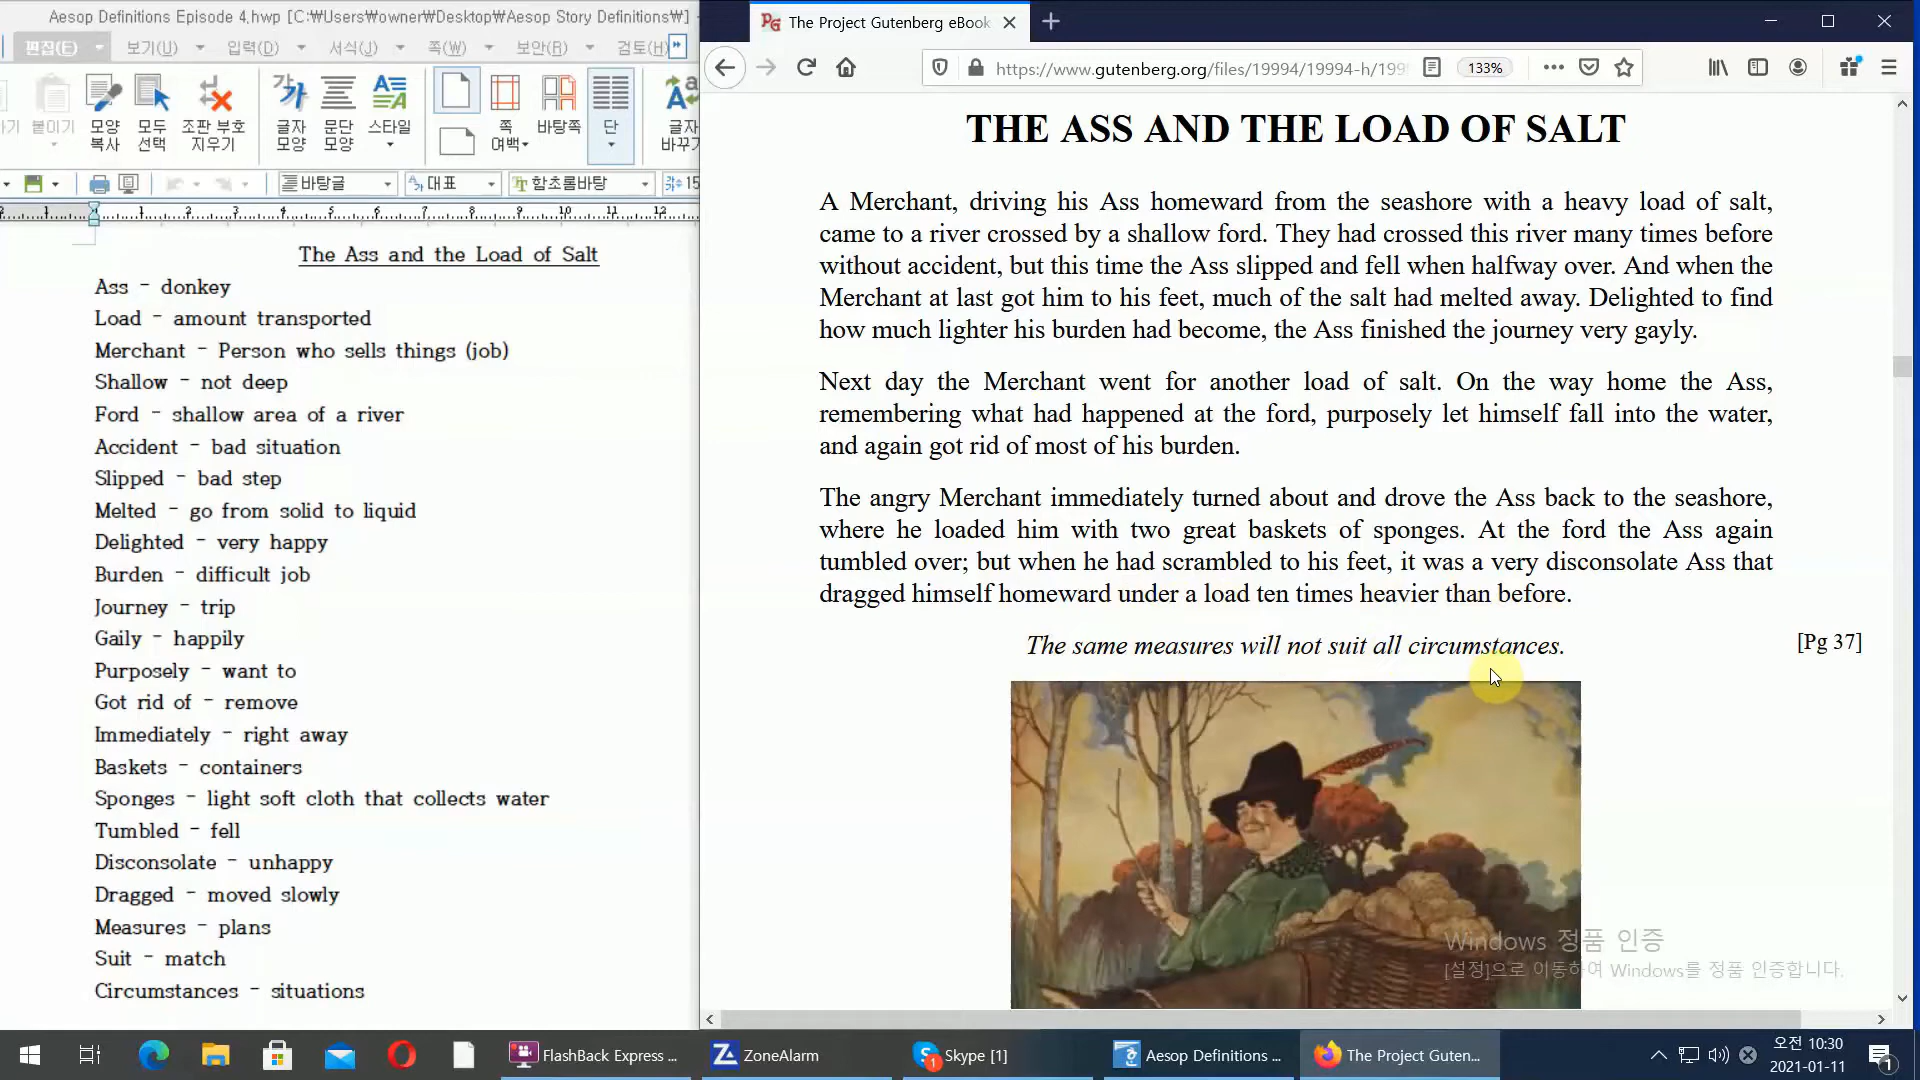 Aesop Definitions Episode 4.hwp [C:₩Users₩owner₩Desktop₩Aesop Story Definitions₩]
편집(E) 보기(U) 입력(D) 서식(J) 쪽(W) 보안(R) 검토(H)
붙이기 모양 복사 모두 선택 조판 부호 지우기 글자 모양 문단 모양 스타일 쪽 여백 바탕쪽 단 글자 바꾸기
바탕글 대표 함초롬바탕 15
1 1 2 3 4 5 6 7 8 9 10 11 12
The Ass and the Load of Salt
Ass - donkey
Load - amount transported
Merchant - Person who sells things (job)
Shallow - not deep
Ford - shallow area of a river
Accident - bad situation
Slipped - bad step
Melted - go from solid to liquid
Delighted - very happy
Burden - difficult job
Journey - trip
Gaily - happily
Purposely - want to
Got rid of - remove
Immediately - right away
Baskets - containers
Sponges - light soft cloth that collects water
Tumbled - fell
Disconsolate - unhappy
Dragged - moved slowly
Measures - plans
Suit - match
Circumstances - situations
The Project Gutenberg eBook
https://www.gutenberg.org/files/19994/19994-h/199
133%
THE ASS AND THE LOAD OF SALT
A Merchant, driving his Ass homeward from the seashore with a heavy load of salt,
came to a river crossed by a shallow ford. They had crossed this river many times before
without accident, but this time the Ass slipped and fell when halfway over. And when the
Merchant at last got him to his feet, much of the salt had melted away. Delighted to find
how much lighter his burden had become, the Ass finished the journey very gayly.
Next day the Merchant went for another load of salt. On the way home the Ass,
remembering what had happened at the ford, purposely let himself fall into the water,
and again got rid of most of his burden.
The angry Merchant immediately turned about and drove the Ass back to the seashore,
where he loaded him with two great baskets of sponges. At the ford the Ass again
tumbled over; but when he had scrambled to his feet, it was a very disconsolate Ass that
dragged himself homeward under a load ten times heavier than before.
The same measures will not suit all circumstances.
[Pg 37]
Windows 정품 인증
[설정]으로 이동하여 Windows를 정품 인증합니다.
FlashBack Express ... ZoneAlarm Skype [1] Aesop Definitions ... The Project Guten...
오전 10:30
2021-01-11
1